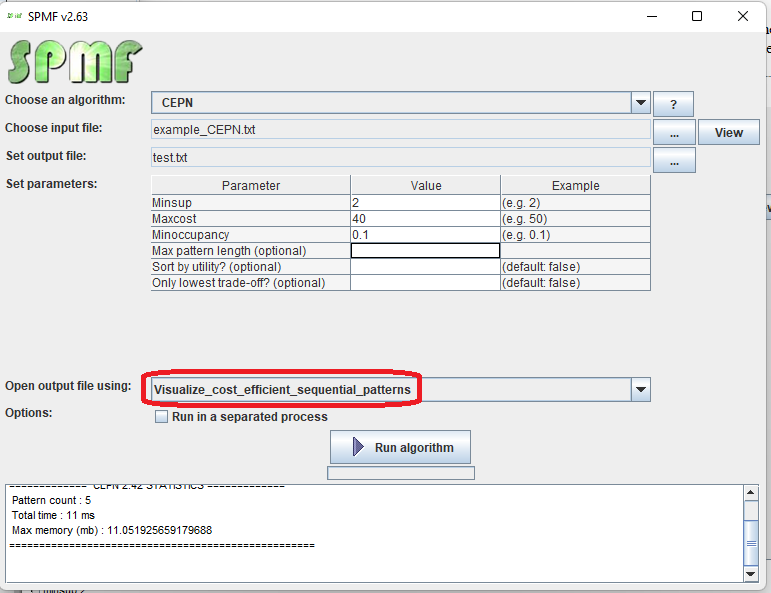 SPMF v2.63
SPMF
Choose an algorithm: CEPN ?
Choose input file: example_CEPN.txt ... View
Set output file: test.txt ...
Set parameters:
Parameter Value Example
Minsup 2 (e.g. 2)
Maxcost 40 (e.g. 50)
Minoccupancy 0.1 (e.g. 0.1)
Max pattern length (optional)
Sort by utility? (optional) (default: false)
Only lowest trade-off? (optional) (default: false)
Open output file using: Visualize_cost_efficient_sequential_patterns
Options: Run in a separated process
Run algorithm
============= CEPN 2.42 STATISTICS =============
Pattern count : 5
Total time : 11 ms
Max memory (mb) : 11.051925659179688
====================================================